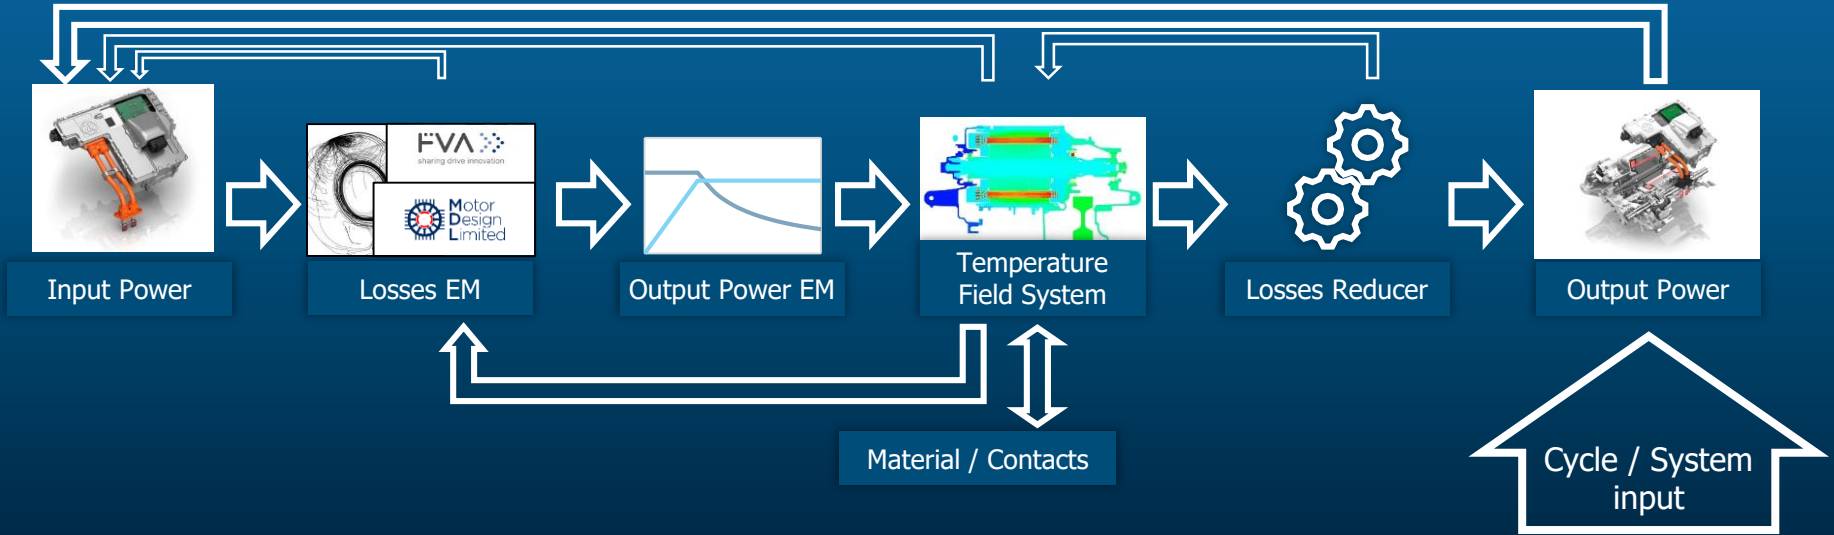 FVA
sharing drive innovation
Motor
Design
Limited
Input Power
Losses EM
Output Power EM
Temperature
Field System
Losses Reducer
Output Power
Material / Contacts
Cycle / System
input